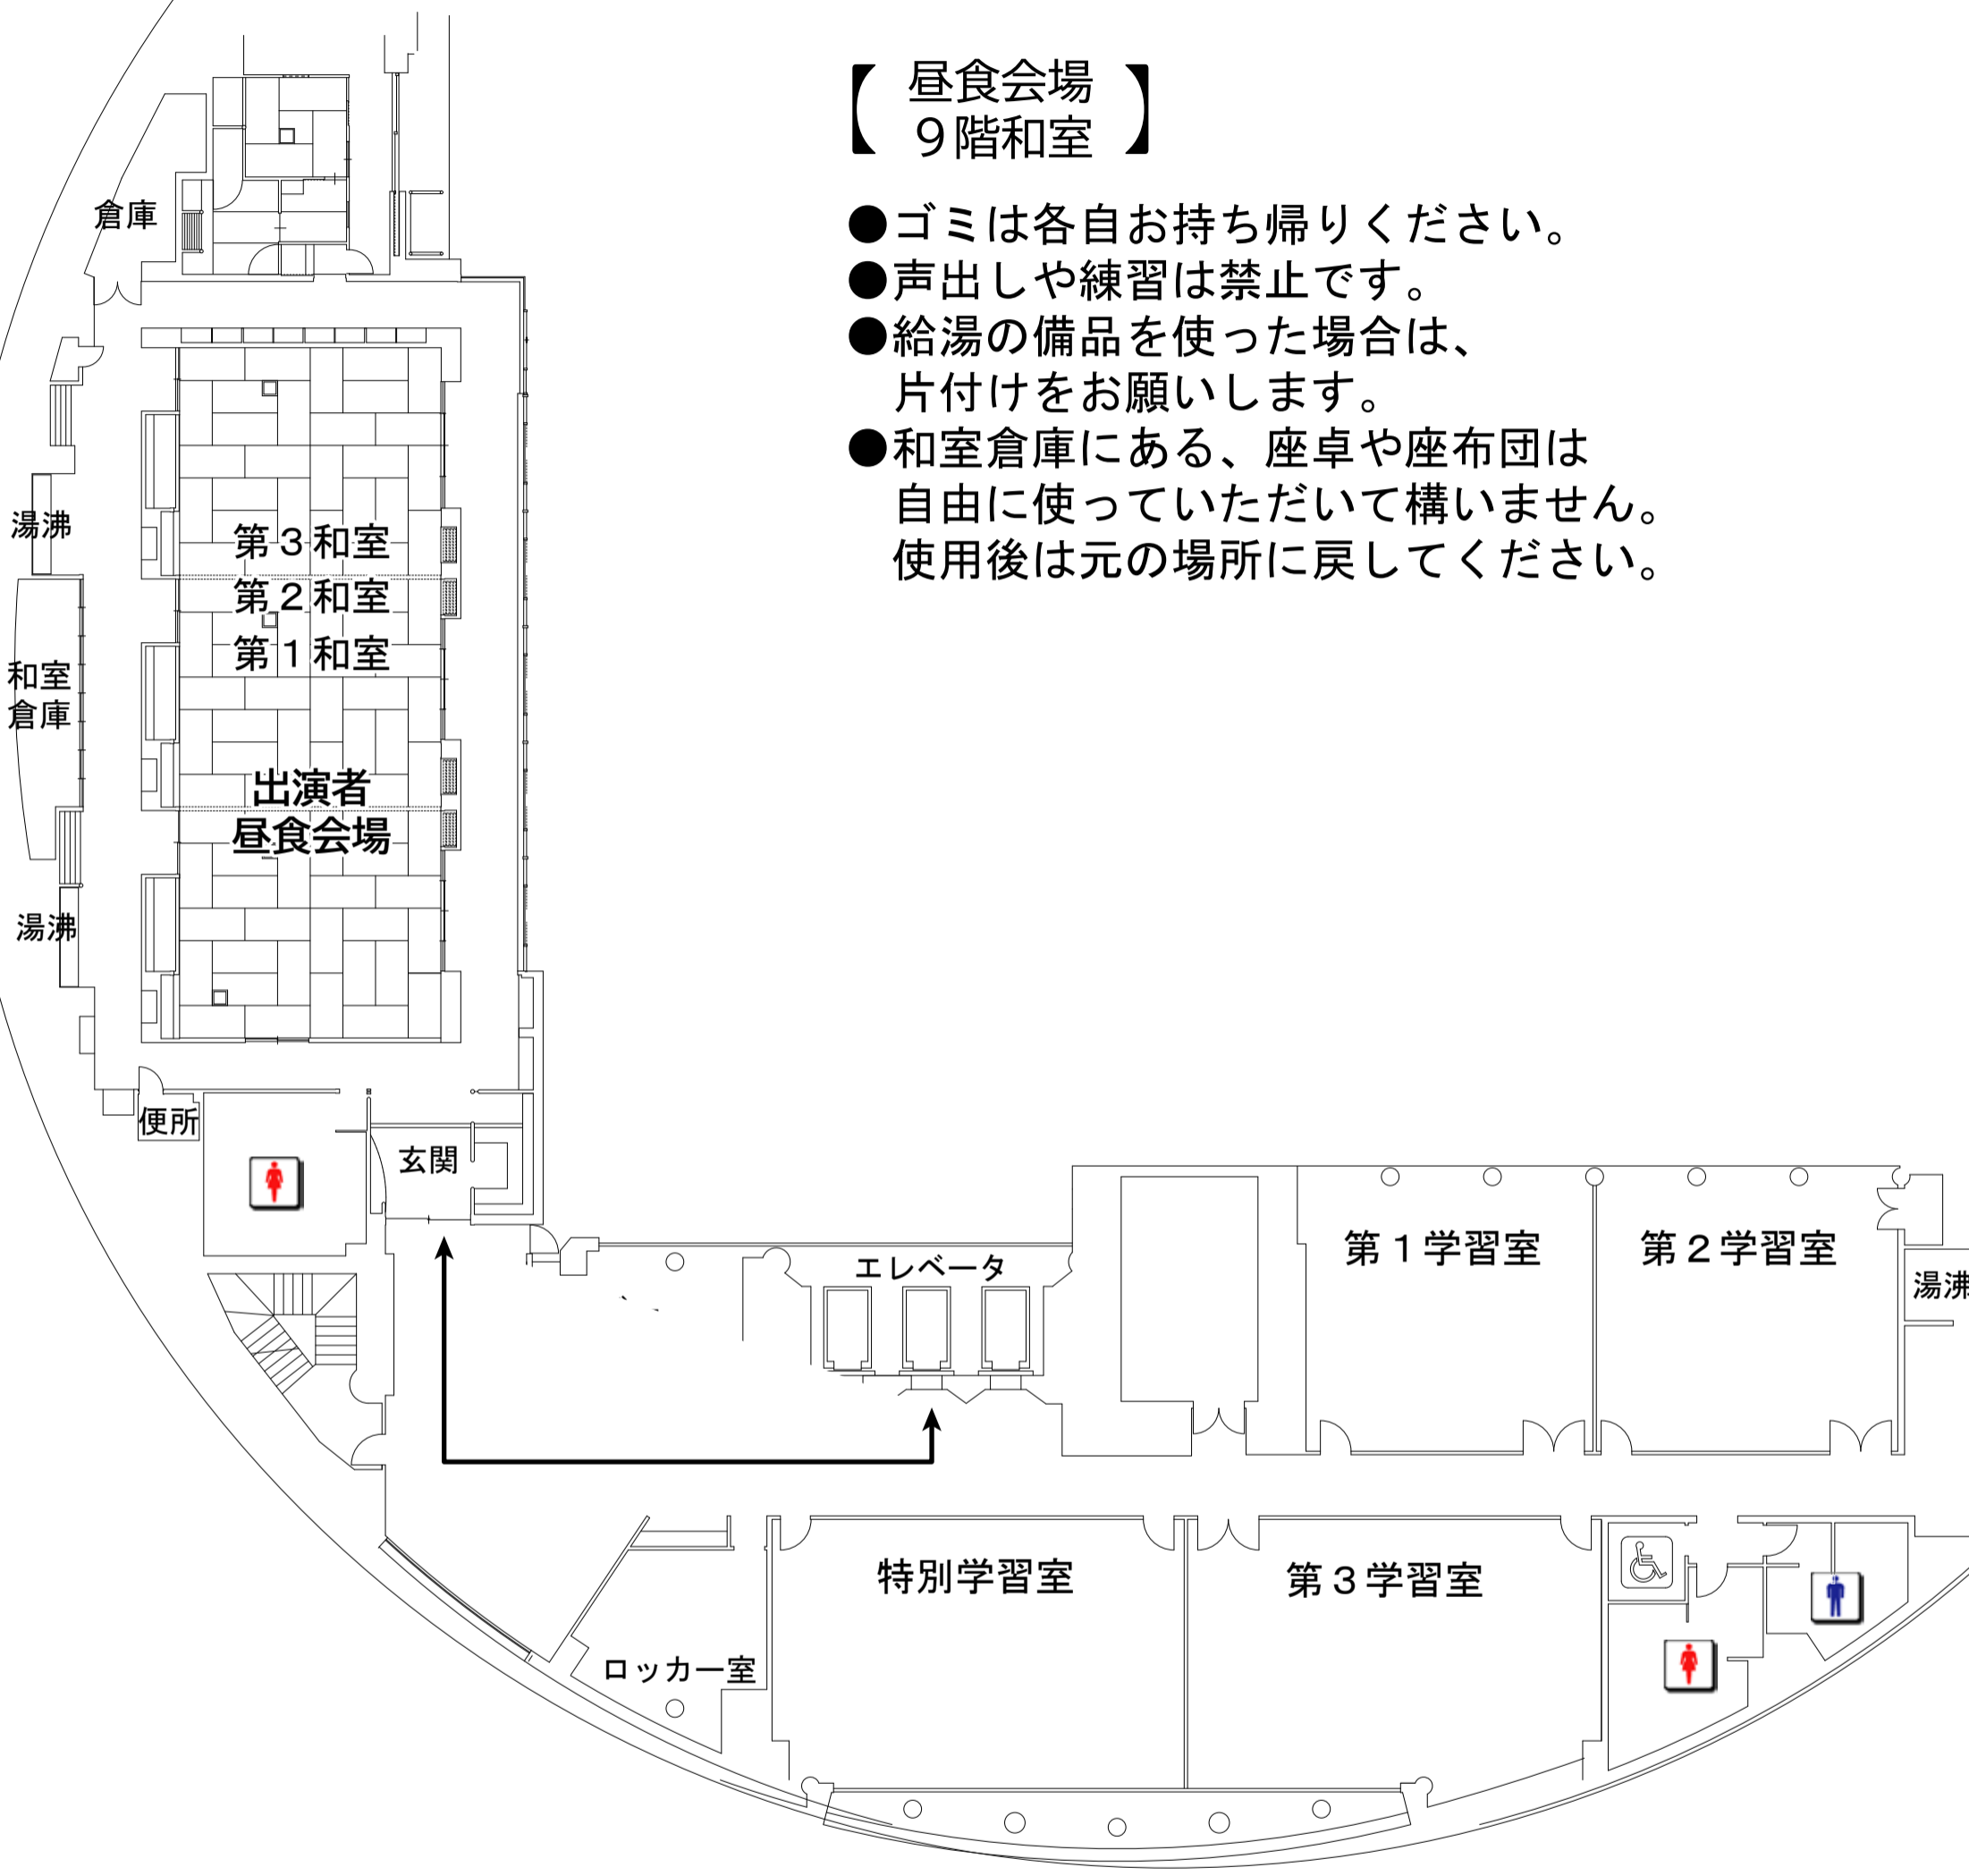 【 昼食会場
９階和室 】
●ゴミは各自お持ち帰りください。
●声出しや練習は禁止です。
●給湯の備品を使った場合は、
片付けをお願いします。
●和室倉庫にある、座卓や座布団は
自由に使っていただいて構いません。
使用後は元の場所に戻してください。
倉庫
湯沸
第３和室
第２和室
第１和室
和室
倉庫
出演者
昼食会場
湯沸
便所
玄関
エレベータ
第１学習室
第２学習室
湯沸
特別学習室
第３学習室
ロッカー室